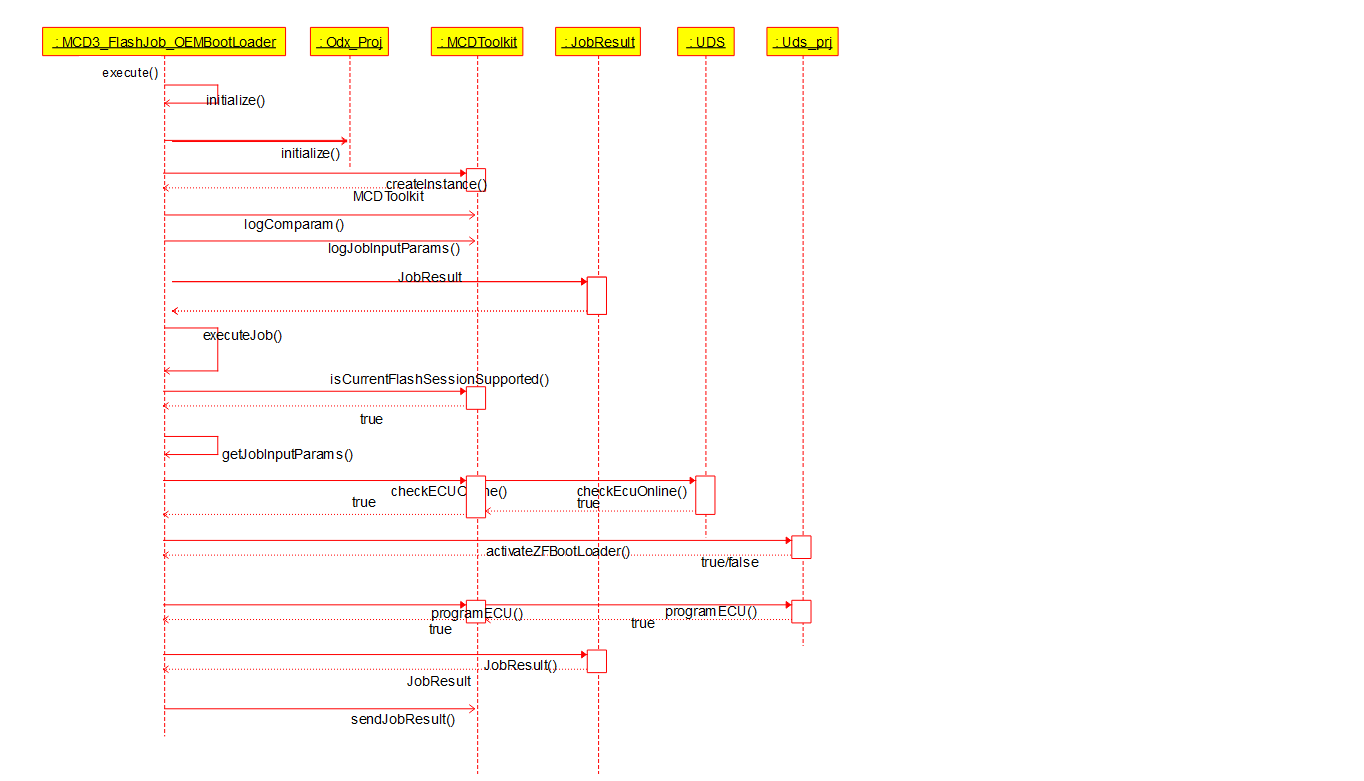 : MCD3_FlashJob_OEMBootLoader : Odx_Proj : MCDToolkit : JobResult : UDS : Uds_prj
execute()
initialize()
initialize()
createInstance()
MCDToolkit
logComparam()
logJobInputParams()
JobResult
executeJob()
isCurrentFlashSessionSupported()
true
getJobInputParams()
checkECUOnline() checkEcuOnline()
true true
activateZFBootLoader()
true/false
programECU() programECU()
true true
JobResult()
JobResult
sendJobResult()